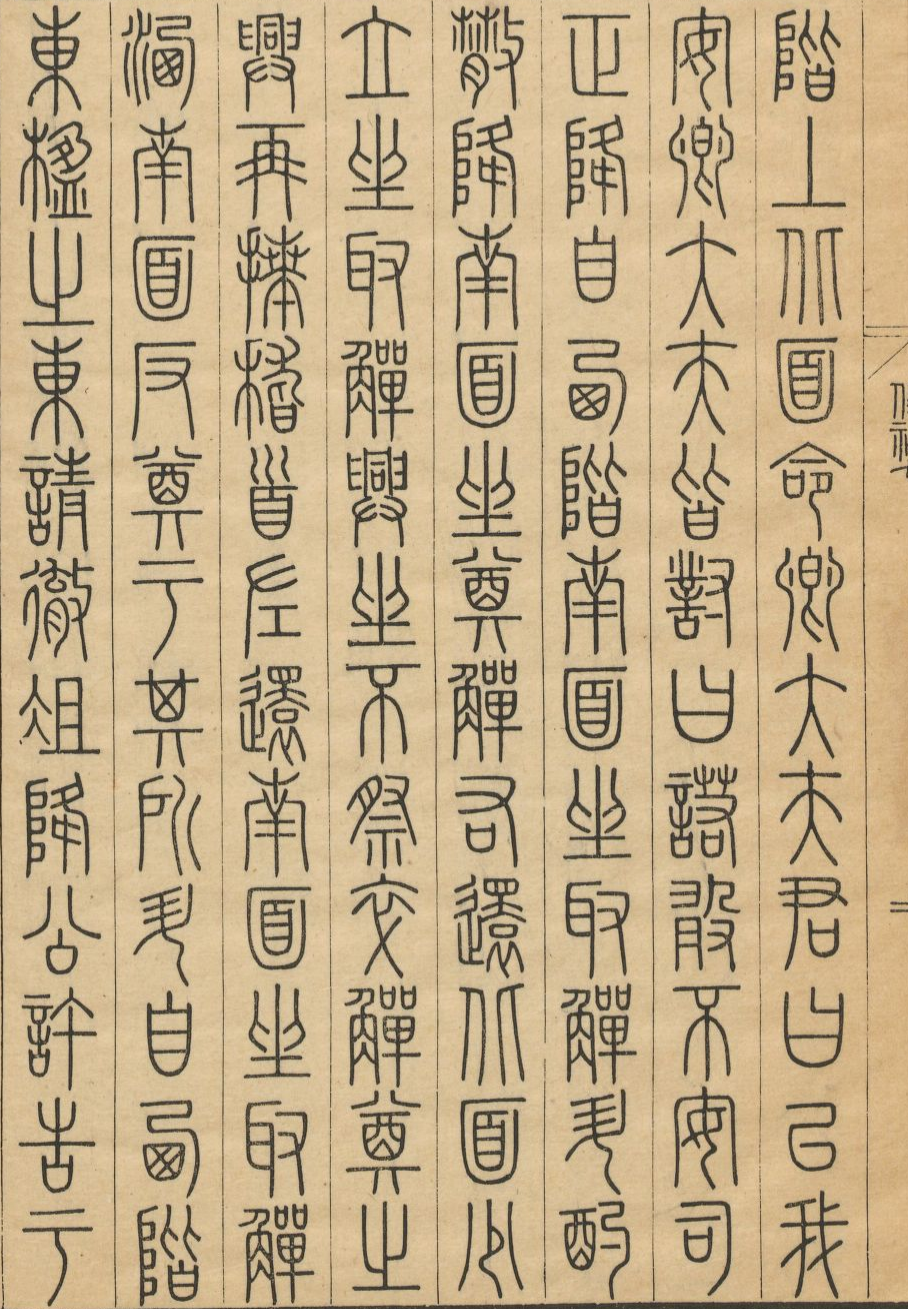 階上北面命卿大夫君曰以我
安卿大夫大夫皆對曰諾敢不安司
正降自西階南面坐取觶升酌
散降南面坐奠觶右還北面少
立坐取觶興坐不祭卒觶奠之
興再拜稽首左還南面坐取觶
洗南面反奠于其所升自西階
東楹之東請徹俎降公許告于